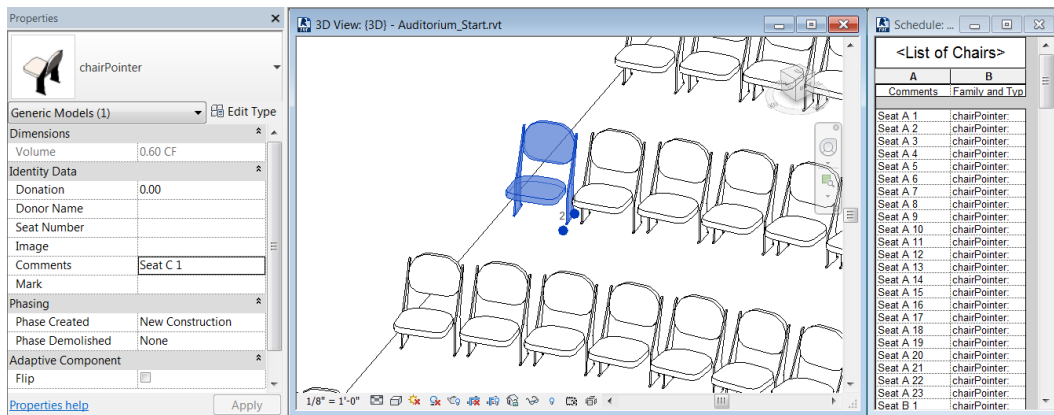 Properties
chairPointer
Generic Models (1)
Edit Type
Dimensions
Volume 0.60 CF
Identity Data
Donation 0.00
Donor Name
Seat Number
Image
Comments Seat C 1
Mark
Phasing
Phase Created New Construction
Phase Demolished None
Adaptive Component
Flip
Properties help
Apply
3D View: {3D} - Auditorium_Start.rvt
2
1/8" = 1'-0"
Schedule: ...
<List of Chairs>
A B
Comments Family and Typ
Seat A 1 chairPointer:
Seat A 2 chairPointer:
Seat A 3 chairPointer:
Seat A 4 chairPointer:
Seat A 5 chairPointer:
Seat A 6 chairPointer:
Seat A 7 chairPointer:
Seat A 8 chairPointer:
Seat A 9 chairPointer:
Seat A 10 chairPointer:
Seat A 11 chairPointer:
Seat A 12 chairPointer:
Seat A 13 chairPointer:
Seat A 14 chairPointer:
Seat A 15 chairPointer:
Seat A 16 chairPointer:
Seat A 17 chairPointer:
Seat A 18 chairPointer:
Seat A 19 chairPointer:
Seat A 20 chairPointer:
Seat A 21 chairPointer:
Seat A 22 chairPointer:
Seat A 23 chairPointer:
Seat B 1 chairPointer: